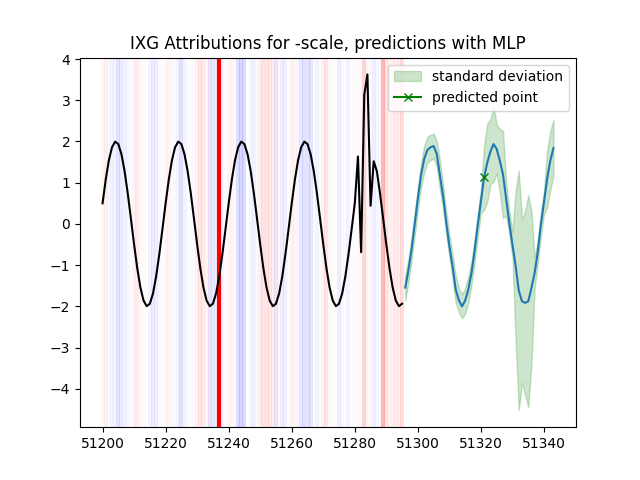 IXG Attributions for -scale, predictions with MLP
standard deviation
predicted point
4
3
2
1
0
−1
−2
−3
−4
51200 51220 51240 51260 51280 51300 51320 51340